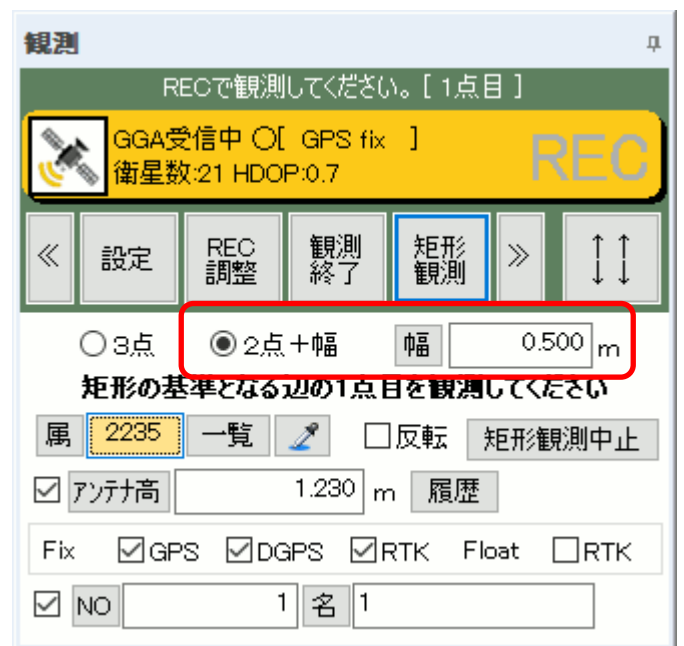 観測
RECで観測してください。[ 1点目 ]
GGA受信中 〇[ GPS fix ]
衛星数:21 HDOP:0.7
REC
≪ 設定 REC調整 観測終了 矩形観測 ≫ ↑↑↓↓
3点 2点+幅 幅 0.500 m
矩形の基準となる辺の1点目を観測してください
属 2235 一覧 反転 矩形観測中止
アンテナ高 1.230 m 履歴
Fix GPS DGPS RTK Float RTK
NO 1 名 1